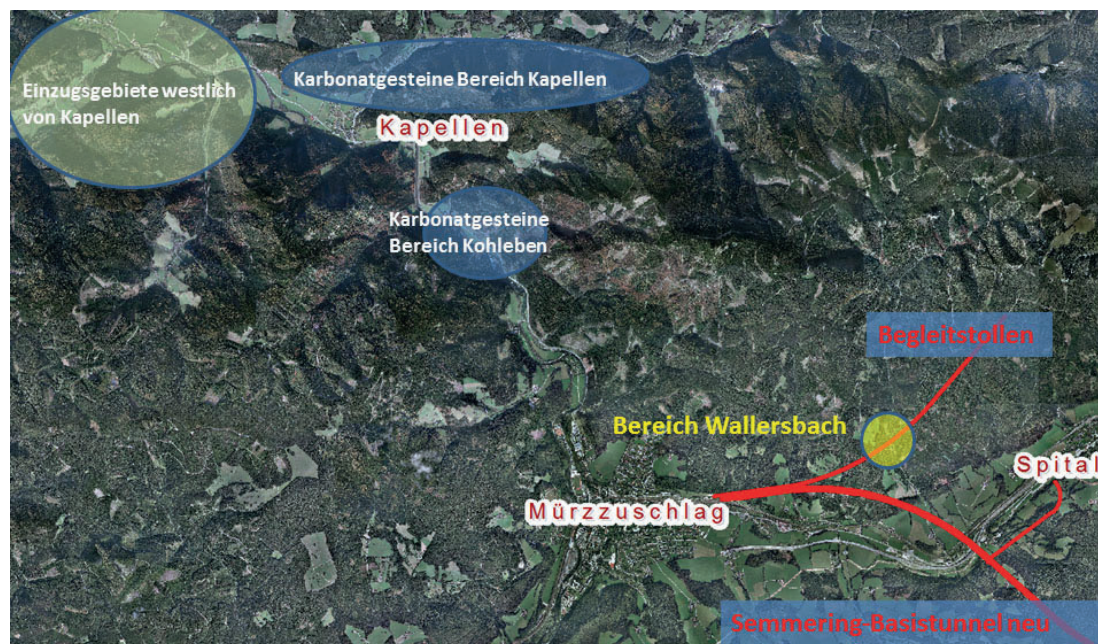 Einzugsgebiete westlich
von Kapellen
Karbonatgesteine Bereich Kapellen
Kapellen
Karbonatgesteine
Bereich Kohleben
Begleitstollen
Bereich Wallersbach
Spital
Mürzzuschlag
Semmering-Basistunnel neu